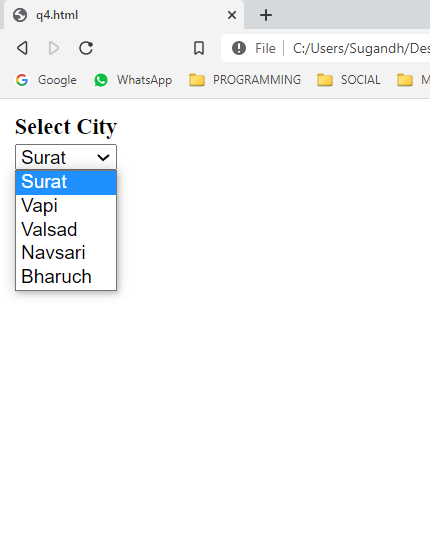 q4.html
File C:/Users/Sugandh/Des
Google WhatsApp PROGRAMMING SOCIAL M
Select City
Surat
Surat
Vapi
Valsad
Navsari
Bharuch